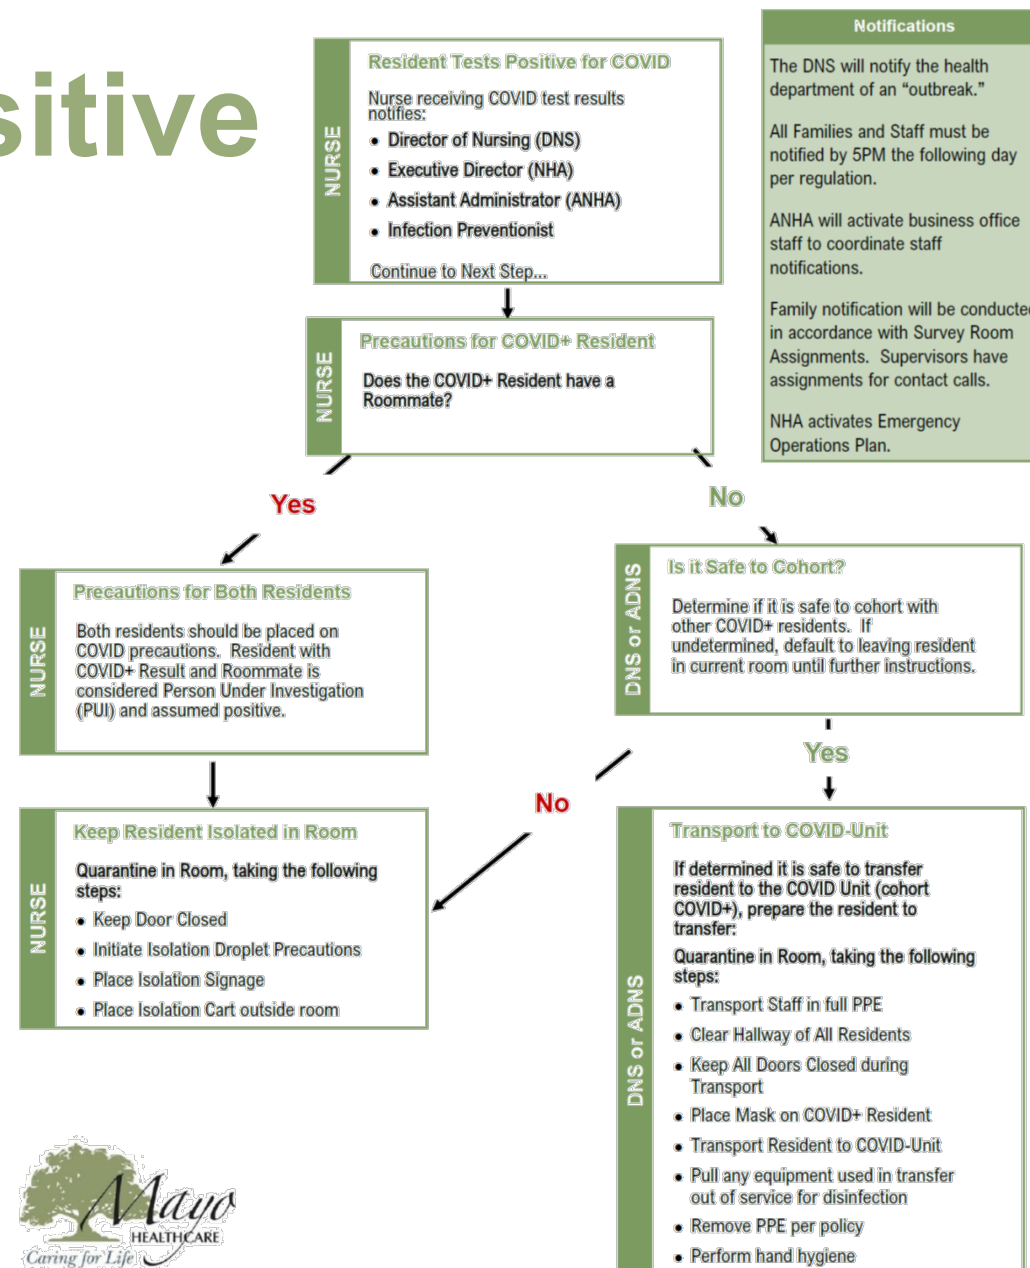 sitive
NURSE
Resident Tests Positive for COVID
Nurse receiving COVID test results
notifies:
• Director of Nursing (DNS)
• Executive Director (NHA)
• Assistant Administrator (ANHA)
• Infection Preventionist
Continue to Next Step...
Notifications
The DNS will notify the health
department of an “outbreak.”
All Families and Staff must be
notified by 5PM the following day
per regulation.
ANHA will activate business office
staff to coordinate staff
notifications.
Family notification will be conducted
in accordance with Survey Room
Assignments.  Supervisors have
assignments for contact calls.
NHA activates Emergency
Operations Plan.
NURSE
Precautions for COVID+ Resident
Does the COVID+ Resident have a
Roommate?
Yes
No
NURSE
Precautions for Both Residents
Both residents should be placed on
COVID precautions.  Resident with
COVID+ Result and Roommate is
considered Person Under Investigation
(PUI) and assumed positive.
DNS or ADNS
Is it Safe to Cohort?
Determine if it is safe to cohort with
other COVID+ residents.  If
undetermined, default to leaving resident
in current room until further instructions.
Yes
No
NURSE
Keep Resident Isolated in Room
Quarantine in Room, taking the following
steps:
• Keep Door Closed
• Initiate Isolation Droplet Precautions
• Place Isolation Signage
• Place Isolation Cart outside room
DNS or ADNS
Transport to COVID-Unit
If determined it is safe to transfer
resident to the COVID Unit (cohort
COVID+), prepare the resident to
transfer:
Quarantine in Room, taking the following
steps:
• Transport Staff in full PPE
• Clear Hallway of All Residents
• Keep All Doors Closed during
Transport
• Place Mask on COVID+ Resident
• Transport Resident to COVID-Unit
• Pull any equipment used in transfer
out of service for disinfection
• Remove PPE per policy
• Perform hand hygiene
Mayo
HEALTHCARE
Caring for Life